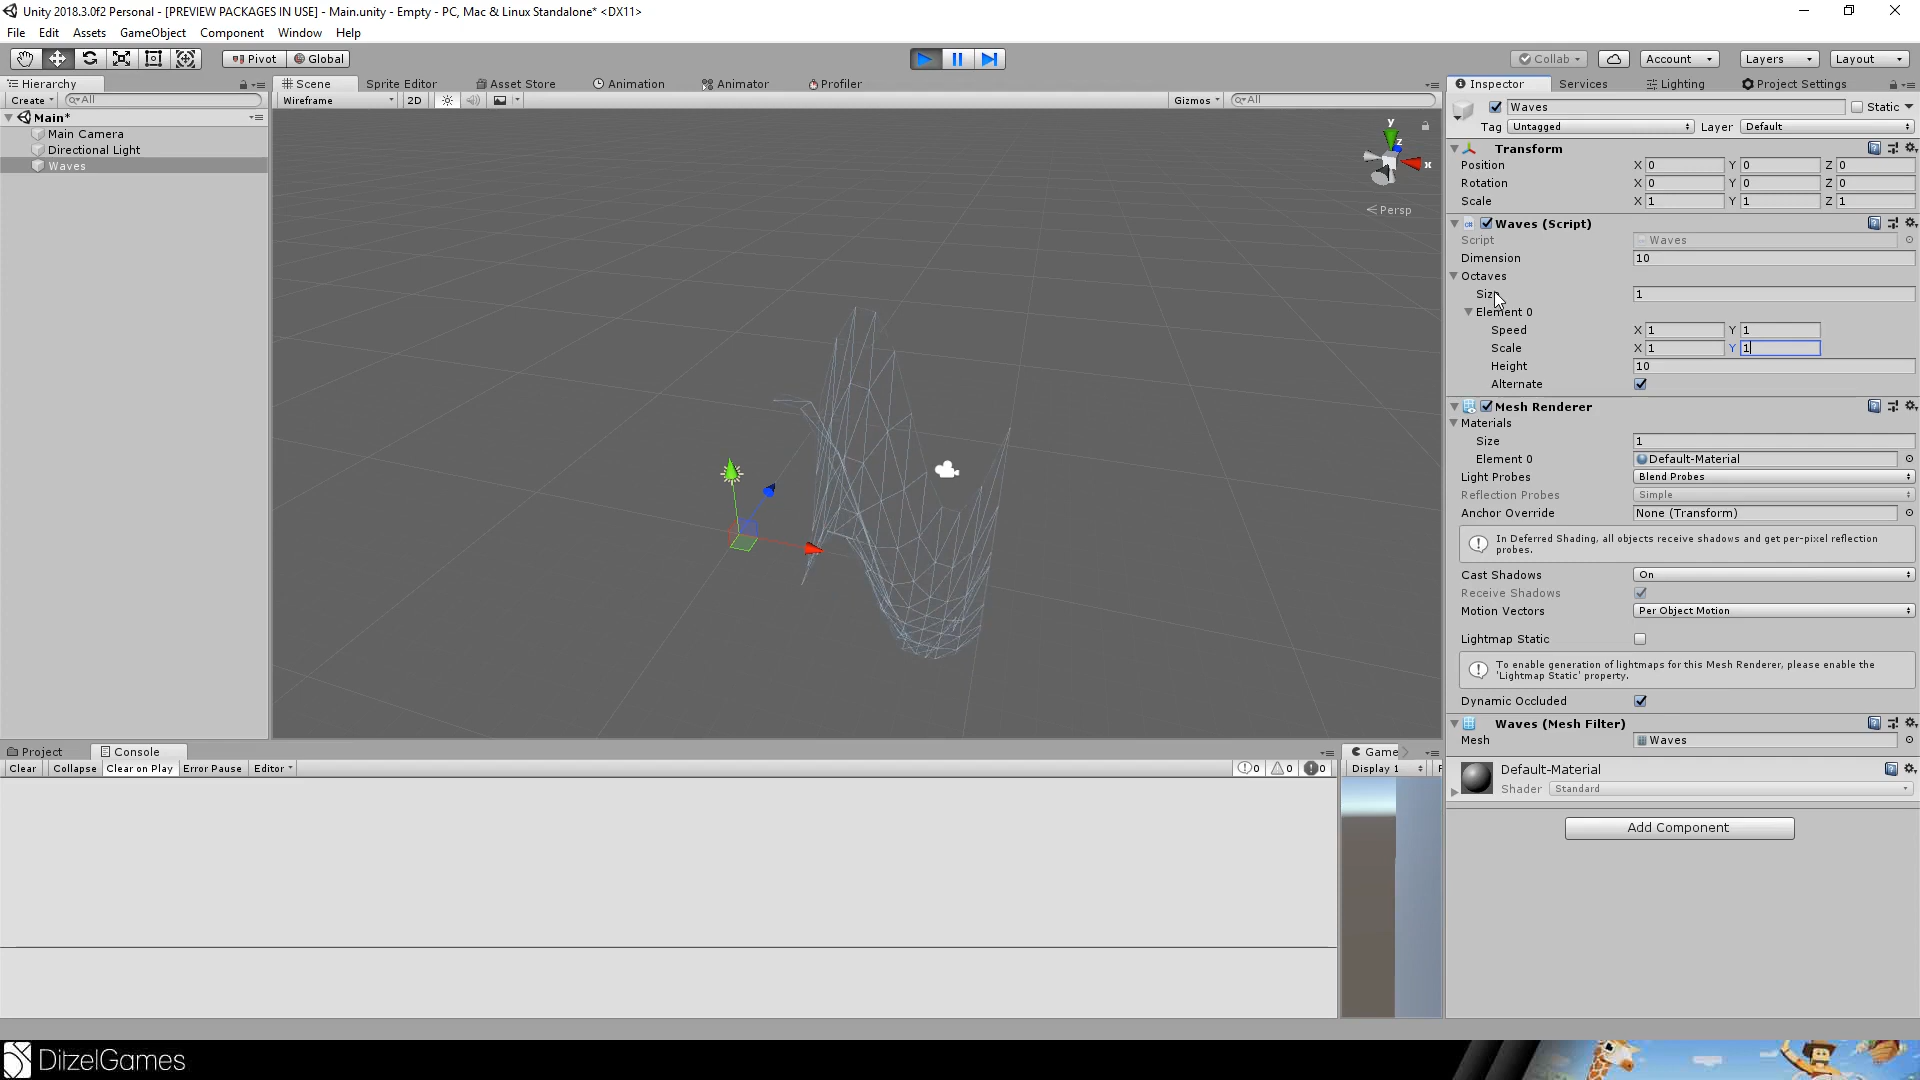 Unity 2018.3.0f2 Personal - [PREVIEW PACKAGES IN USE] - Main.unity - Empty - PC, Mac & Linux Standalone* <DX11>
File Edit Assets GameObject Component Window Help
Pivot Global Collab Account Layers Layout
Hierarchy
Create All
Main*
Main Camera
Directional Light
Waves
Scene Sprite Editor Asset Store Animation Animator Profiler
Wireframe 2D Gizmos All
y
z
x
Persp
Inspector Services Lighting Project Settings
Waves Static
Tag Untagged Layer Default
Transform
Position X 0 Y 0 Z 0
Rotation X 0 Y 0 Z 0
Scale X 1 Y 1 Z 1
Waves (Script)
Script Waves
Dimension 10
Octaves
Size 1
Element 0
Speed X 1 Y 1
Scale X 1 Y 1
Height 10
Alternate
Mesh Renderer
Materials
Size 1
Element 0 Default-Material
Light Probes Blend Probes
Reflection Probes Simple
Anchor Override None (Transform)
In Deferred Shading, all objects receive shadows and get per-pixel reflection
probes.
Cast Shadows On
Receive Shadows
Motion Vectors Per Object Motion
Lightmap Static
To enable generation of lightmaps for this Mesh Renderer, please enable the
'Lightmap Static' property.
Dynamic Occluded
Waves (Mesh Filter)
Mesh Waves
Default-Material
Shader Standard
Add Component
Project Console
Clear Collapse Clear on Play Error Pause Editor 0 0 0
Game
Display 1 F
DitzelGames